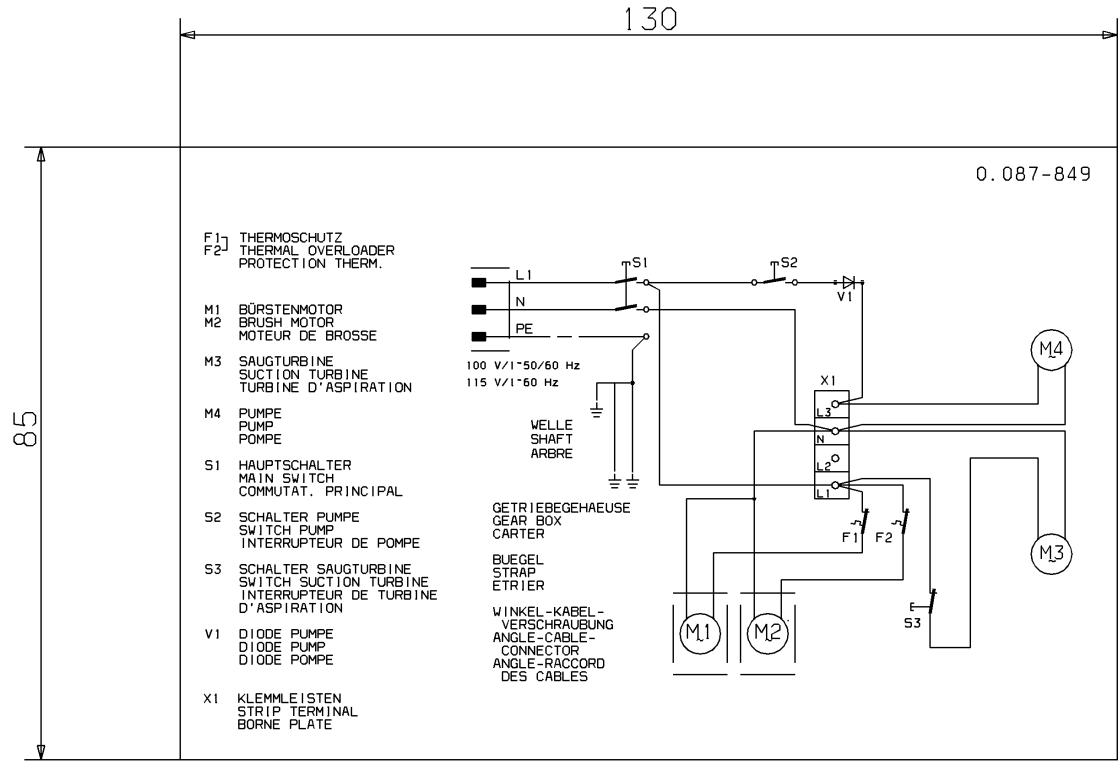 130
85
0.087-849
F1 THERMOSCHUTZ
F2 THERMAL OVERLOADER
PROTECTION THERM.
M1 BÜRSTENMOTOR
M2 BRUSH MOTOR
MOTEUR DE BROSSE
M3 SAUGTURBINE
SUCTION TURBINE
TURBINE D'ASPIRATION
M4 PUMPE
PUMP
POMPE
S1 HAUPTSCHALTER
MAIN SWITCH
COMMUTAT. PRINCIPAL
S2 SCHALTER PUMPE
SWITCH PUMP
INTERRUPTEUR DE POMPE
S3 SCHALTER SAUGTURBINE
SWITCH SUCTION TURBINE
INTERRUPTEUR DE TURBINE
D'ASPIRATION
V1 DIODE PUMPE
DIODE PUMP
DIODE POMPE
X1 KLEMMLEISTEN
STRIP TERMINAL
BORNE PLATE
L1
N
PE
100 V/1~50/60 Hz
115 V/1~60 Hz
S1
S2
V1
WELLE
SHAFT
ARBRE
GETRIEBEGEHAEUSE
GEAR BOX
CARTER
BUEGEL
STRAP
ETRIER
WINKEL-KABEL-
VERSCHRAUBUNG
ANGLE-CABLE-
CONNECTOR
ANGLE-RACCORD
DES CABLES
X1
L3
N
L2
L1
F1
F2
S3
M1
M2
M4
M3